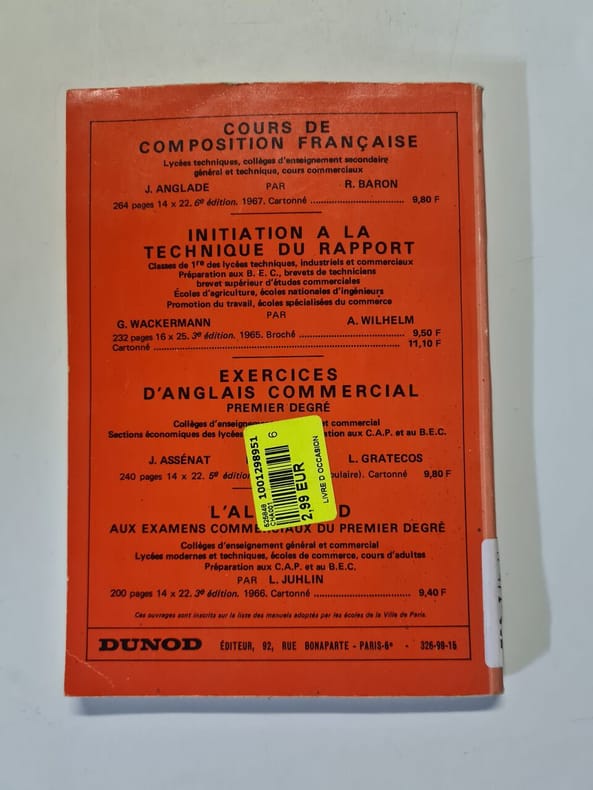 COURS DE
COMPOSITION FRANÇAISE
Lycées techniques, collèges d'enseignement secondaire
général et technique, cours commerciaux
J. ANGLADE PAR R. BARON
264 pages 14 x 22. 6e édition. 1967. Cartonné ........ 9,80 F
INITIATION A LA
TECHNIQUE DU RAPPORT
Classes de 1re des lycées techniques, industriels et commerciaux
Préparation aux B. E. C., brevets de techniciens
brevet supérieur d'études commerciales
Écoles d'agriculture, écoles nationales d'ingénieurs
Promotion du travail, écoles spécialisées du commerce
PAR
G. WACKERMANN A. WILHELM
232 pages 16 x 25. 3e édition. 1965. Broché ........ 9,50 F
Cartonné ........ 11,10 F
EXERCICES
D'ANGLAIS COMMERCIAL
PREMIER DEGRÉ
Collèges d'enseignem et commercial
Sections économiques des lycées ation aux C.A.P. et au B.E.C.
J. ASSÉNAT L. GRATECOS
240 pages 14 x 22. 5e éditio bulaire). Cartonné 9,80 F
626848 1001298951 6
CHA001
2,99 EUR
LIVRE D OCCASION
L'AL D
AUX EXAMENS COMMERCIAUX DU PREMIER DEGRÉ
Collèges d'enseignement général et commercial
Lycées modernes et techniques, écoles de commerce, cours d'adultes
Préparation aux C.A.P. et au B.E.C.
PAR L. JUHLIN
200 pages 14 x 22. 3e édition. 1966. Cartonné ........ 9,40 F
Ces ouvrages sont inscrits sur la liste des manuels adoptés par les écoles de la Ville de Paris.
DUNOD ÉDITEUR, 92, RUE BONAPARTE - PARIS-6e • 326-99-15